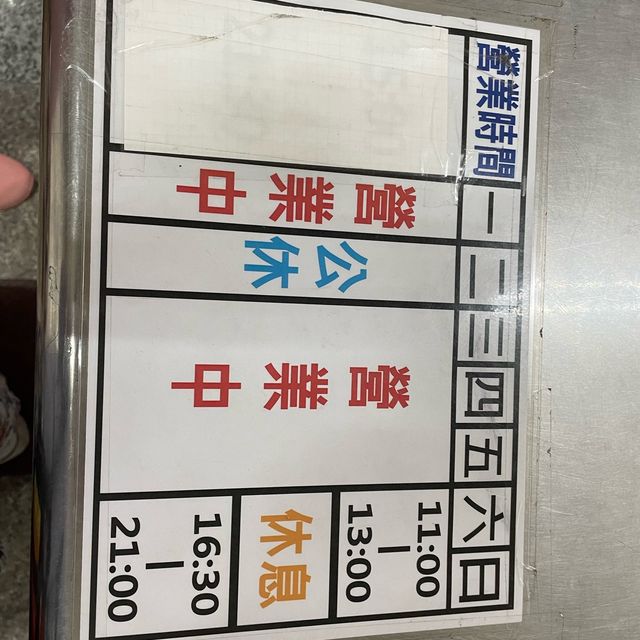 營業時間 一 二 三 四 五 六 日
營業中
公休
營業中
11:00
|
13:00
休息
16:30
|
21:00